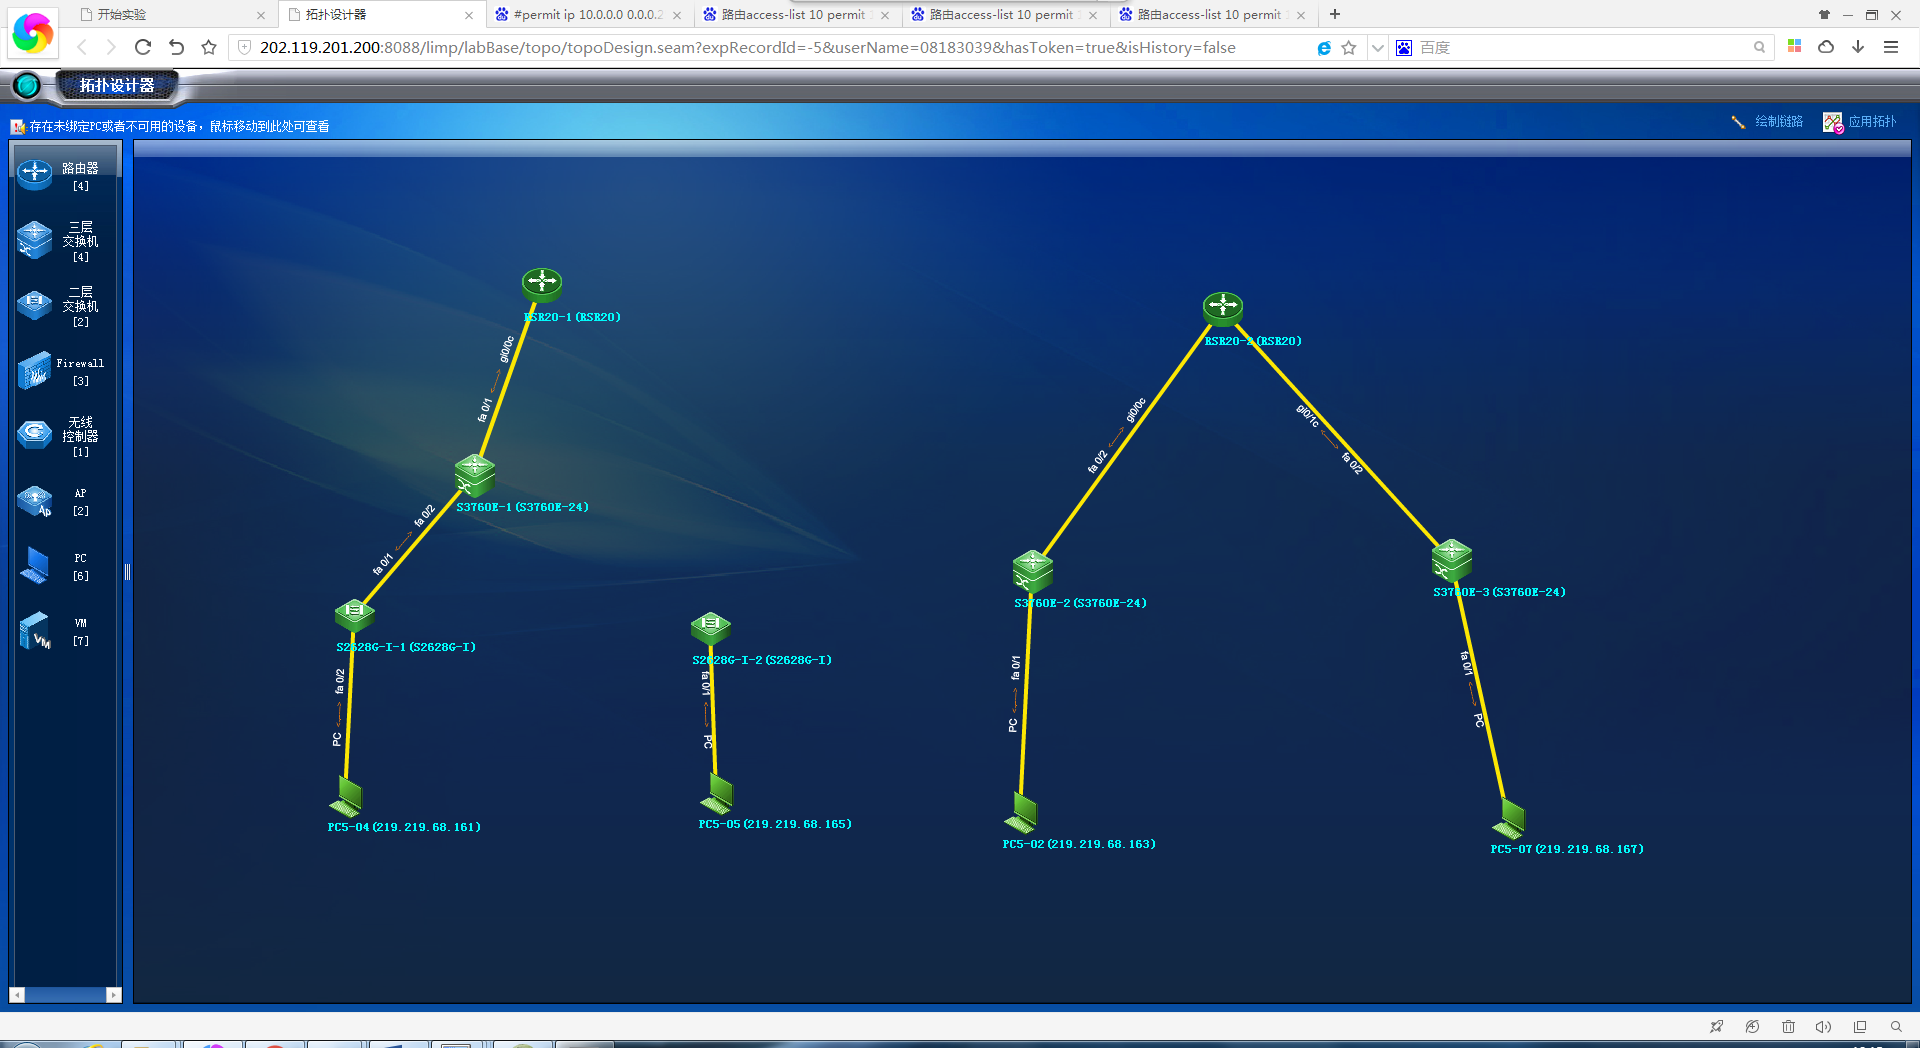 开始实验
拓扑设计器
#permit ip 10.0.0.0 0.0.0.2
路由access-list 10 permit
路由access-list 10 permit
路由access-list 10 permit
202.119.201.200:8088/limp/labBase/topo/topoDesign.seam?expRecordId=-5&userName=08183039&hasToken=true&isHistory=false
百度
拓扑设计器
存在未绑定PC或者不可用的设备，鼠标移动到此处可查看
绘制链路
应用拓扑
路由器
[4]
三层
交换机
[4]
二层
交换机
[2]
Firewall
[3]
无线
控制器
[1]
AP
[2]
PC
[6]
VM
[7]
RSR20-1(RSR20)
gi0/0c
fa 0/1
S3760E-1(S3760E-24)
fa 0/2
fa 0/1
S2628G-I-1(S2628G-I)
fa 0/2
PC
PC5-04(219.219.68.161)
S2628G-I-2(S2628G-I)
fa 0/1
PC
PC5-05(219.219.68.165)
RSR20-2(RSR20)
gi0/0c
fa 0/2
gi0/1c
fa 0/2
S3760E-2(S3760E-24)
fa 0/1
PC
PC5-02(219.219.68.163)
S3760E-3(S3760E-24)
fa 0/1
PC
PC5-07(219.219.68.167)